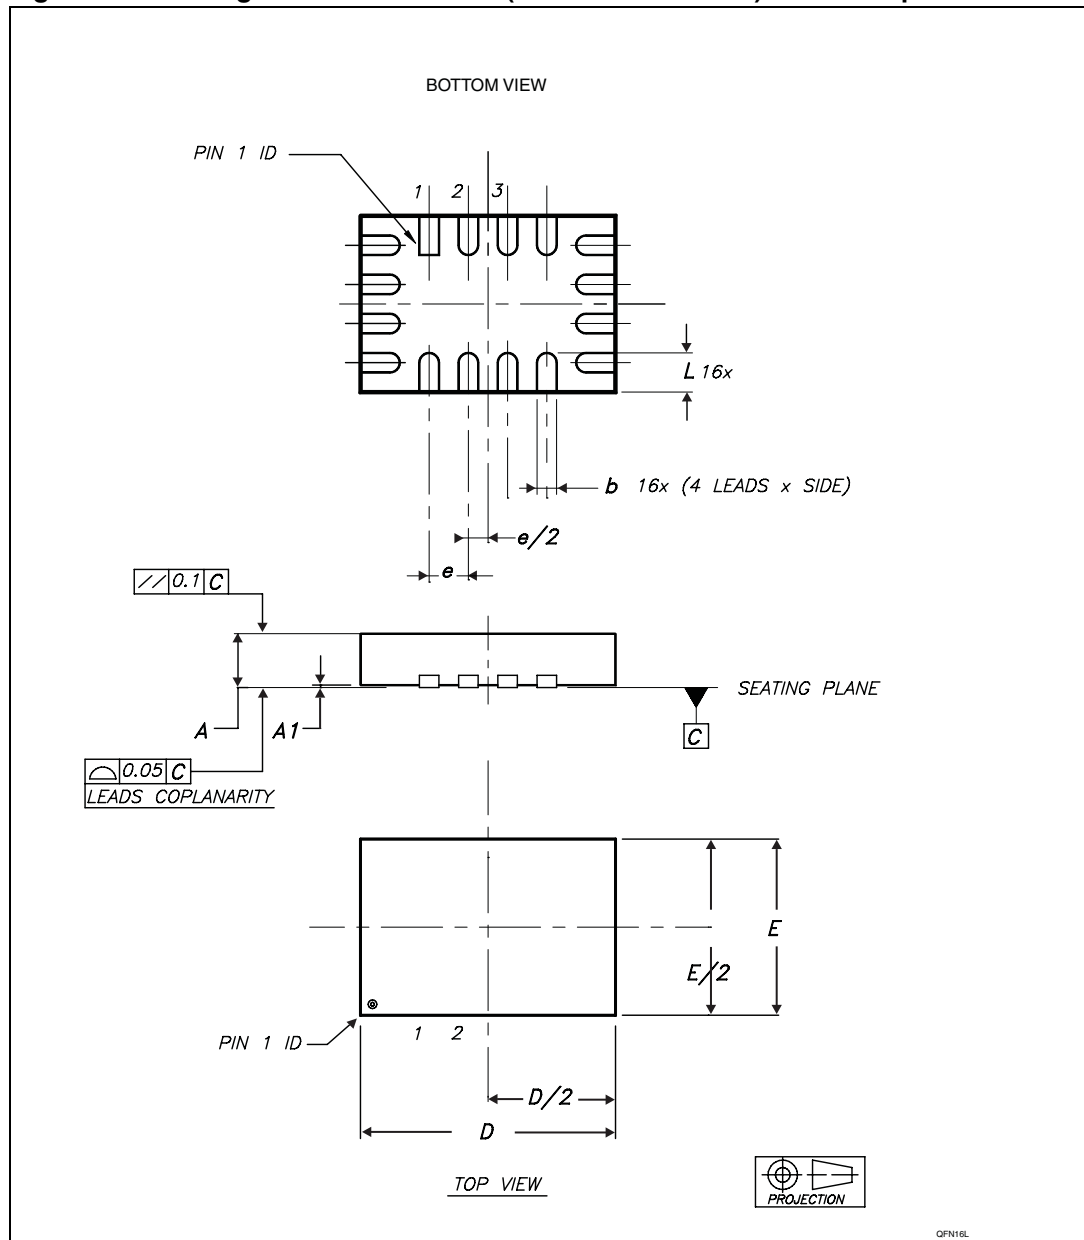 BOTTOM VIEW
PIN 1 ID
1 2 3
L 16x
b 16x (4 LEADS x SIDE)
e/2
e
// 0.1 C
SEATING PLANE
A A1
C
0.05 C
LEADS COPLANARITY
E
E/2
PIN 1 ID
1 2
D/2
D
TOP VIEW
PROJECTION
QFN16L